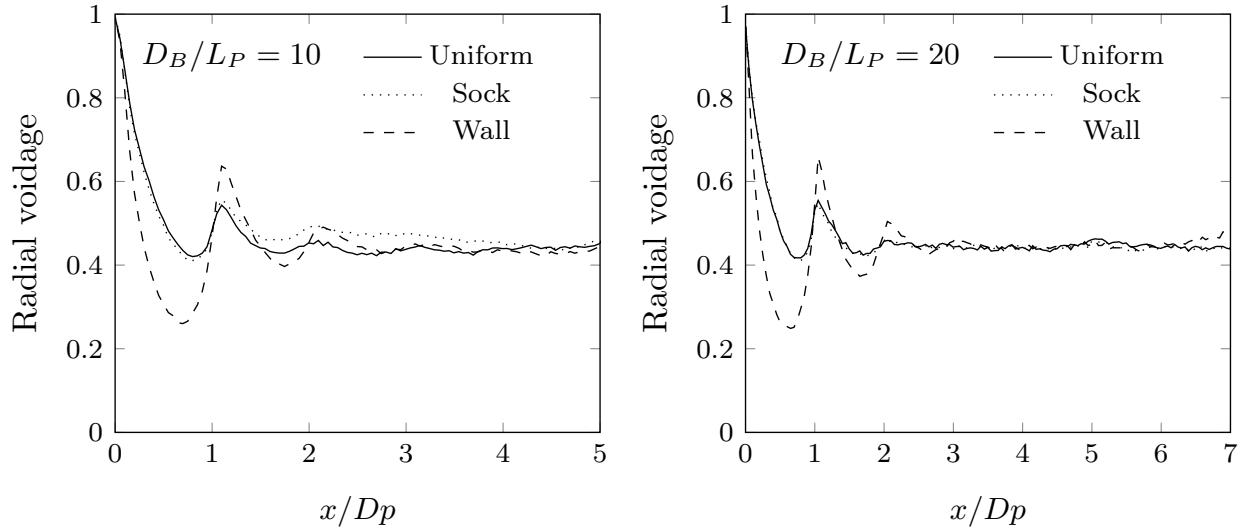 1
0.8
0.6
0.4
0.2
0
0
1
2
3
4
5
Radial voidage
x/Dp
D_B/L_P = 10
Uniform
Sock
Wall
1
0.8
0.6
0.4
0.2
0
0
1
2
3
4
5
6
7
Radial voidage
x/Dp
D_B/L_P = 20
Uniform
Sock
Wall